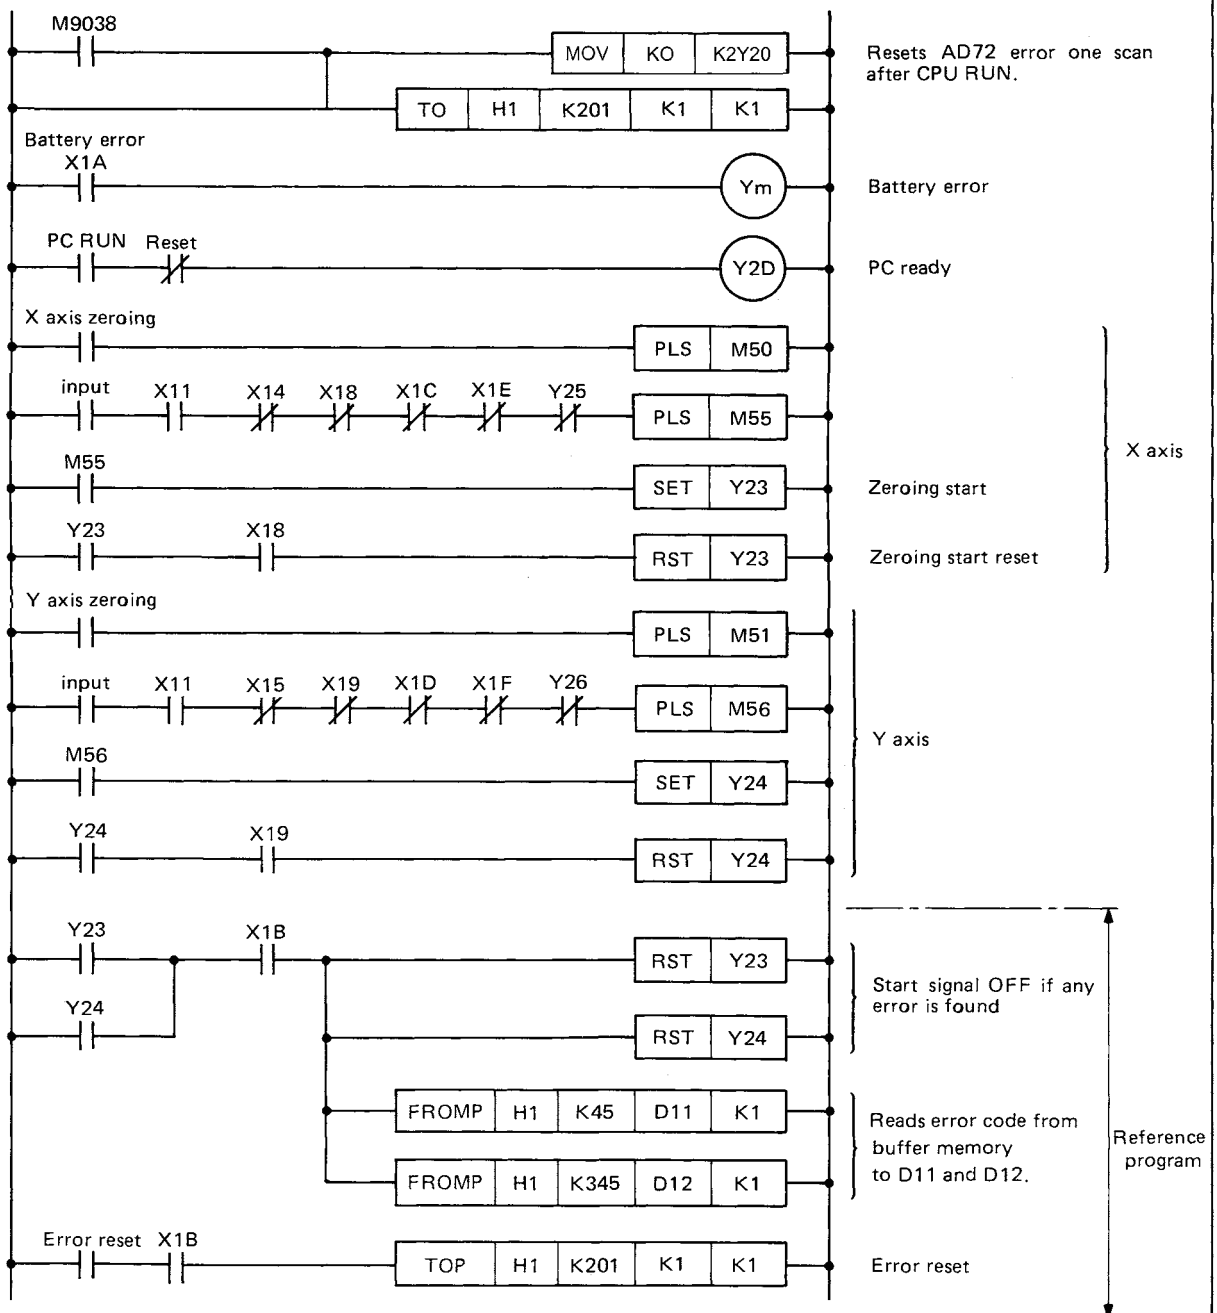 M9038
MOV KO K2Y20
Resets AD72 error one scan
after CPU RUN.
TO H1 K201 K1 K1
Battery error
X1A
Ym
Battery error
PC RUN Reset
Y2D
PC ready
X axis zeroing
PLS M50
input X11 X14 X18 X1C X1E Y25
PLS M55
X axis
M55
SET Y23
Zeroing start
Y23 X18
RST Y23
Zeroing start reset
Y axis zeroing
PLS M51
input X11 X15 X19 X1D X1F Y26
PLS M56
Y axis
M56
SET Y24
Y24 X19
RST Y24
Y23 X1B
RST Y23
Start signal OFF if any
error is found
Y24
RST Y24
FROMP H1 K45 D11 K1
Reads error code from
buffer memory
to D11 and D12.
Reference
program
FROMP H1 K345 D12 K1
Error reset X1B
TOP H1 K201 K1 K1
Error reset